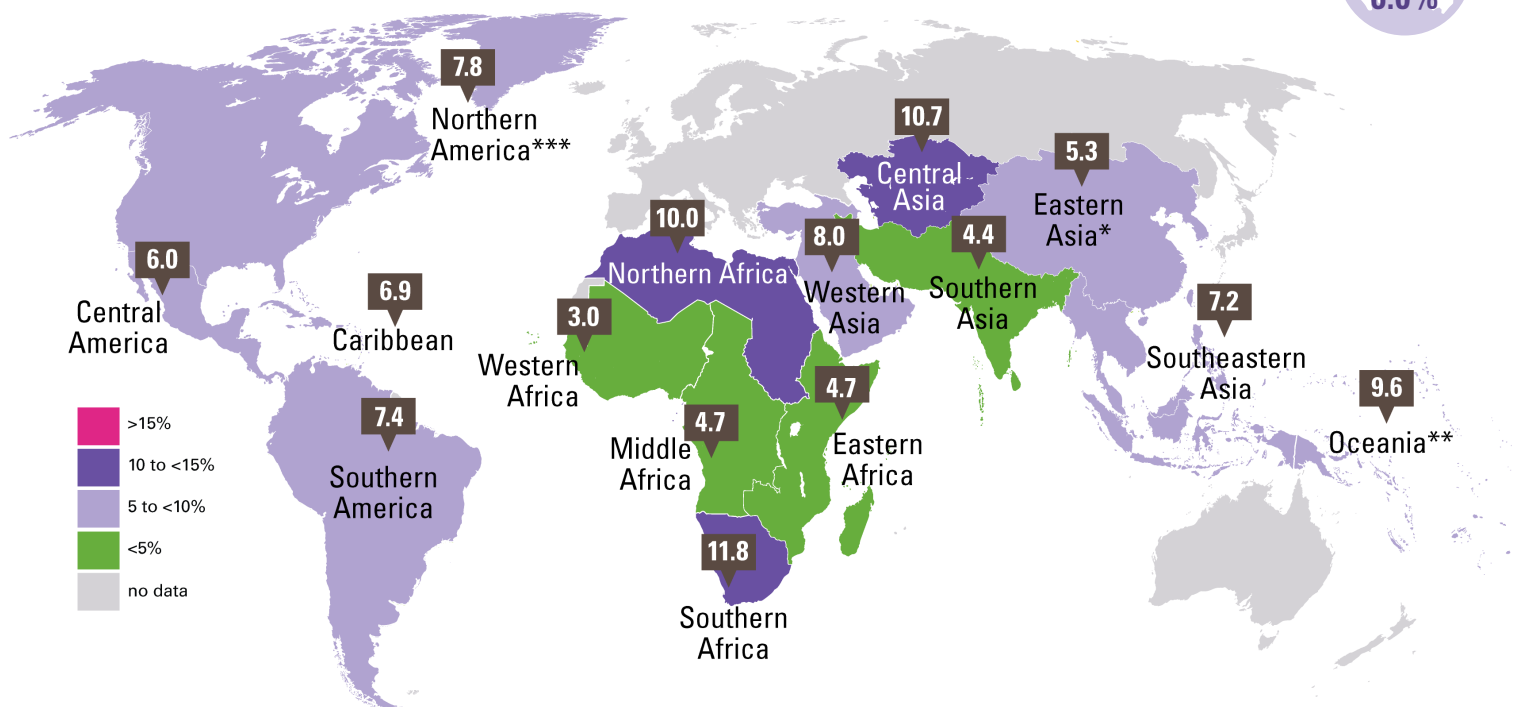 7.8
Northern
America***
10.7
Central
Asia
5.3
Eastern
Asia*
10.0
Northern Africa
8.0
Western
Asia
4.4
Southern
Asia
6.0
Central
America
6.9
Caribbean
3.0
Western
Africa
7.2
Southeastern
Asia
4.7
Eastern
Africa
4.7
Middle
Africa
9.6
Oceania**
7.4
Southern
America
11.8
Southern
Africa
>15%
10 to <15%
5 to <10%
<5%
no data